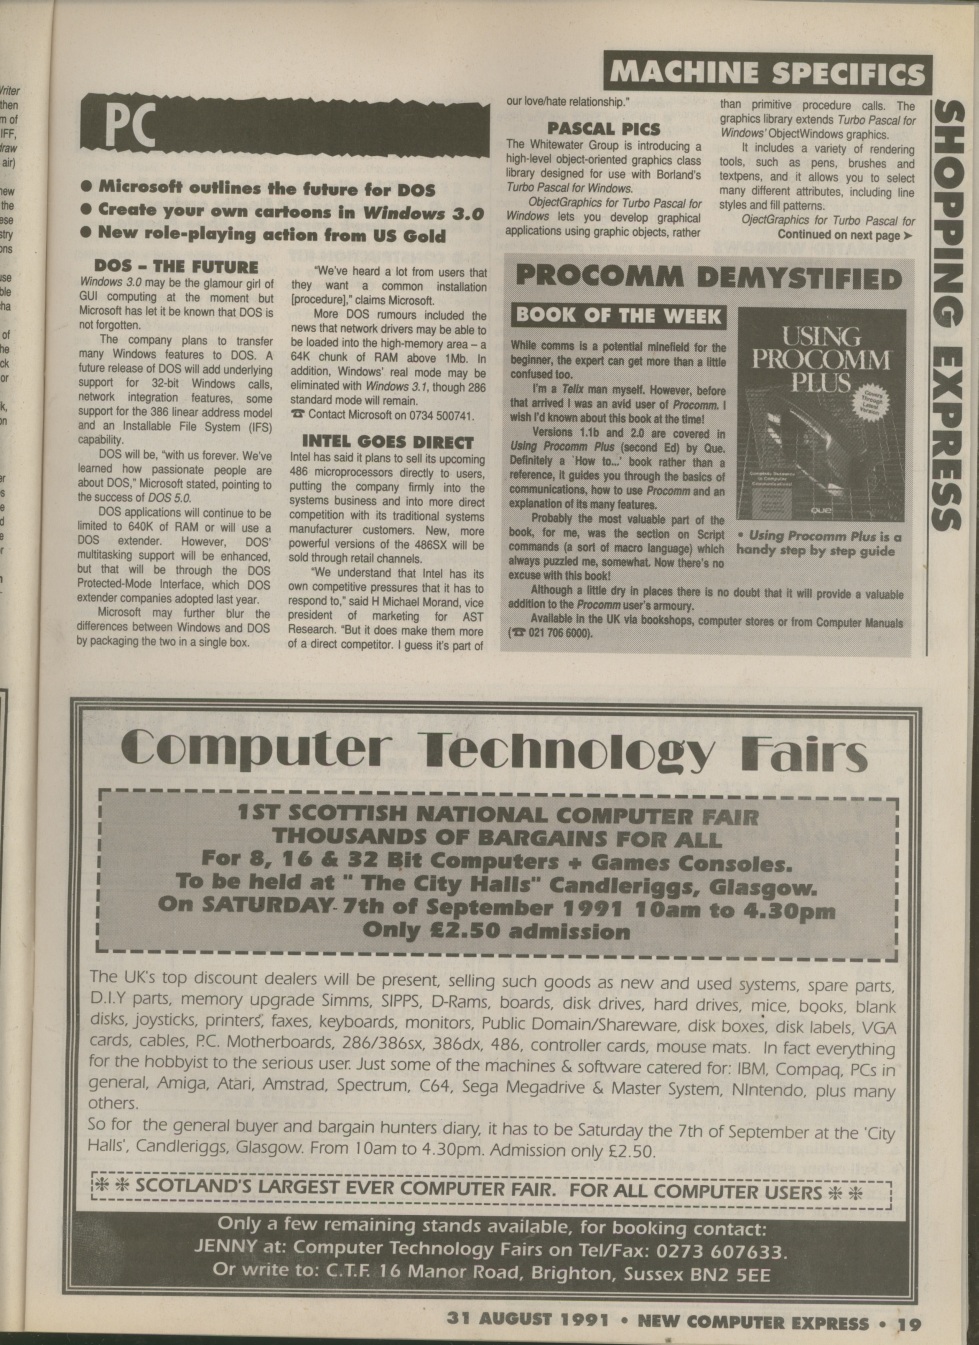 MACHINE SPECIFICS
SHOPPING EXPRESS
Writer
then
m of
IFF,
draw
air)
new
the
PC
● Microsoft outlines the future for DOS
● Create your own cartoons in Windows 3.0
● New role-playing action from US Gold
DOS – THE FUTURE
Windows 3.0 may be the glamour girl of
GUI computing at the moment but
Microsoft has let it be known that DOS is
not forgotten.
The company plans to transfer
many Windows features to DOS. A
future release of DOS will add underlying
support for 32-bit Windows calls,
network integration features, some
support for the 386 linear address model
and an Installable File System (IFS)
capability.
DOS will be, "with us forever. We've
learned how passionate people are
about DOS," Microsoft stated, pointing to
the success of DOS 5.0.
DOS applications will continue to be
limited to 640K of RAM or will use a
DOS extender. However, DOS'
multitasking support will be enhanced,
but that will be through the DOS
Protected-Mode Interface, which DOS
extender companies adopted last year.
Microsoft may further blur the
differences between Windows and DOS
by packaging the two in a single box.
"We've heard a lot from users that
they want a common installation
[procedure]," claims Microsoft.
More DOS rumours included the
news that network drivers may be able to
be loaded into the high-memory area – a
64K chunk of RAM above 1Mb. In
addition, Windows' real mode may be
eliminated with Windows 3.1, though 286
standard mode will remain.
☎ Contact Microsoft on 0734 500741.
INTEL GOES DIRECT
Intel has said it plans to sell its upcoming
486 microprocessors directly to users,
putting the company firmly into the
systems business and into more direct
competition with its traditional systems
manufacturer customers. New, more
powerful versions of the 486SX will be
sold through retail channels.
"We understand that Intel has its
own competitive pressures that it has to
respond to," said H Michael Morand, vice
president of marketing for AST
Research. "But it does make them more
of a direct competitor. I guess it's part of
our love/hate relationship."
PASCAL PICS
The Whitewater Group is introducing a
high-level object-oriented graphics class
library designed for use with Borland's
Turbo Pascal for Windows.
ObjectGraphics for Turbo Pascal for
Windows lets you develop graphical
applications using graphic objects, rather
than primitive procedure calls. The
graphics library extends Turbo Pascal for
Windows' ObjectWindows graphics.
It includes a variety of rendering
tools, such as pens, brushes and
textpens, and it allows you to select
many different attributes, including line
styles and fill patterns.
OjectGraphics for Turbo Pascal for
Continued on next page ➤
PROCOMM DEMYSTIFIED
BOOK OF THE WEEK
While comms is a potential minefield for the
beginner, the expert can get more than a little
confused too.
I'm a Telix man myself. However, before
that arrived I was an avid user of Procomm. I
wish I'd known about this book at the time!
Versions 1.1b and 2.0 are covered in
Using Procomm Plus (second Ed) by Que.
Definitely a 'How to...' book rather than a
reference, it guides you through the basics of
communications, how to use Procomm and an
explanation of its many features.
Probably the most valuable part of the
book, for me, was the section on Script
commands (a sort of macro language) which
always puzzled me, somewhat. Now there's no
excuse with this book!
Although a little dry in places there is no doubt that it will provide a valuable
addition to the Procomm user's armoury.
Available in the UK via bookshops, computer stores or from Computer Manuals
(☎ 021 706 6000).
USING
PROCOMM
PLUS
Covers
Through
Latest
Version
que
• Using Procomm Plus is a
handy step by step guide
Computer Technology Fairs
1ST SCOTTISH NATIONAL COMPUTER FAIR
THOUSANDS OF BARGAINS FOR ALL
For 8, 16 & 32 Bit Computers + Games Consoles.
To be held at " The City Halls" Candleriggs, Glasgow.
On SATURDAY 7th of September 1991 10am to 4.30pm
Only £2.50 admission
The UK's top discount dealers will be present, selling such goods as new and used systems, spare parts,
D.I.Y parts, memory upgrade Simms, SIPPS, D-Rams, boards, disk drives, hard drives, mice, books, blank
disks, joysticks, printers, faxes, keyboards, monitors, Public Domain/Shareware, disk boxes, disk labels, VGA
cards, cables, P.C. Motherboards, 286/386sx, 386dx, 486, controller cards, mouse mats. In fact everything
for the hobbyist to the serious user. Just some of the machines & software catered for: IBM, Compaq, PCs in
general, Amiga, Atari, Amstrad, Spectrum, C64, Sega Megadrive & Master System, NIntendo, plus many
others.
So for the general buyer and bargain hunters diary, it has to be Saturday the 7th of September at the 'City
Halls', Candleriggs, Glasgow. From 10am to 4.30pm. Admission only £2.50.
❊ ❊ SCOTLAND'S LARGEST EVER COMPUTER FAIR. FOR ALL COMPUTER USERS ❊ ❊
Only a few remaining stands available, for booking contact:
JENNY at: Computer Technology Fairs on Tel/Fax: 0273 607633.
Or write to: C.T.F. 16 Manor Road, Brighton, Sussex BN2 5EE
31 AUGUST 1991 • NEW COMPUTER EXPRESS • 19